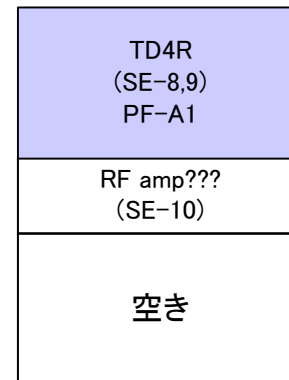 TD4R
(SE-8,9)
PF-A1
RF amp???
(SE-10)
空き